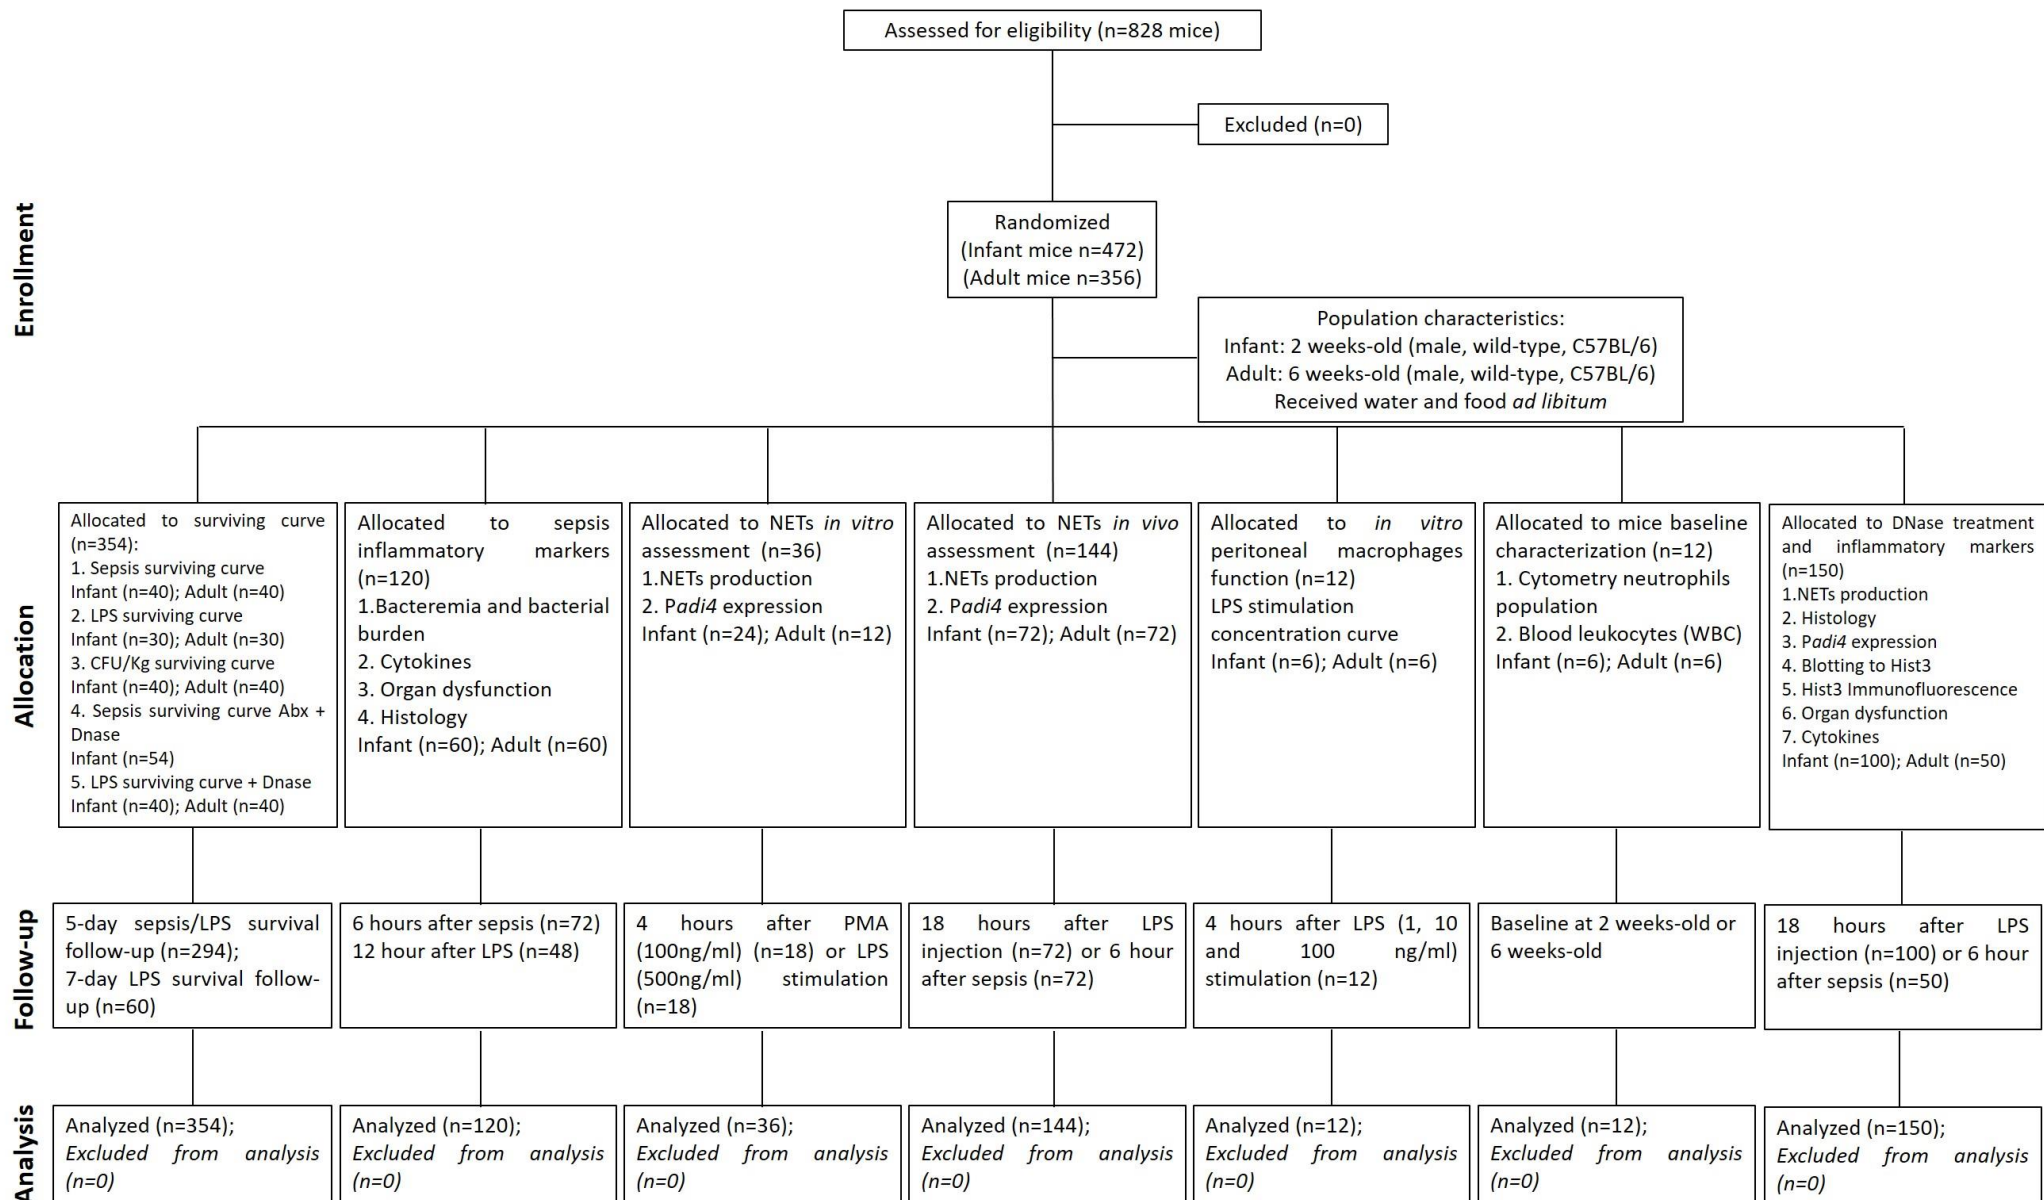 Assessed for eligibility (n=828 mice)
Excluded (n=0)
Enrollment
Randomized
(Infant mice n=472)
(Adult mice n=356)
Population characteristics:
Infant: 2 weeks-old (male, wild-type, C57BL/6)
Adult: 6 weeks-old (male, wild-type, C57BL/6)
Received water and food ad libitum
Allocation
Allocated to surviving curve
(n=354):
1. Sepsis surviving curve
Infant (n=40); Adult (n=40)
2. LPS surviving curve
Infant (n=30); Adult (n=30)
3. CFU/Kg surviving curve
Infant (n=40); Adult (n=40)
4. Sepsis surviving curve Abx +
Dnase
Infant (n=54)
5. LPS surviving curve + Dnase
Infant (n=40); Adult (n=40)
Allocated to sepsis
inflammatory markers
(n=120)
1.Bacteremia and bacterial
burden
2. Cytokines
3. Organ dysfunction
4. Histology
Infant (n=60); Adult (n=60)
Allocated to NETs in vitro
assessment (n=36)
1.NETs production
2. Padi4 expression
Infant (n=24); Adult (n=12)
Allocated to NETs in vivo
assessment (n=144)
1.NETs production
2. Padi4 expression
Infant (n=72); Adult (n=72)
Allocated to in vitro
peritoneal macrophages
function (n=12)
LPS stimulation
concentration curve
Infant (n=6); Adult (n=6)
Allocated to mice baseline
characterization (n=12)
1. Cytometry neutrophils
population
2. Blood leukocytes (WBC)
Infant (n=6); Adult (n=6)
Allocated to DNase treatment
and inflammatory markers
(n=150)
1.NETs production
2. Histology
3. Padi4 expression
4. Blotting to Hist3
5. Hist3 Immunofluorescence
6. Organ dysfunction
7. Cytokines
Infant (n=100); Adult (n=50)
Follow-up
5-day sepsis/LPS survival
follow-up (n=294);
7-day LPS survival follow-
up (n=60)
6 hours after sepsis (n=72)
12 hour after LPS (n=48)
4 hours after PMA
(100ng/ml) (n=18) or LPS
(500ng/ml) stimulation
(n=18)
18 hours after LPS
injection (n=72) or 6 hour
after sepsis (n=72)
4 hours after LPS (1, 10
and 100 ng/ml)
stimulation (n=12)
Baseline at 2 weeks-old or
6 weeks-old
18 hours after LPS
injection (n=100) or 6 hour
after sepsis (n=50)
Analysis
Analyzed (n=354);
Excluded from analysis
(n=0)
Analyzed (n=120);
Excluded from analysis
(n=0)
Analyzed (n=36);
Excluded from analysis
(n=0)
Analyzed (n=144);
Excluded from analysis
(n=0)
Analyzed (n=12);
Excluded from analysis
(n=0)
Analyzed (n=12);
Excluded from analysis
(n=0)
Analyzed (n=150);
Excluded from analysis
(n=0)